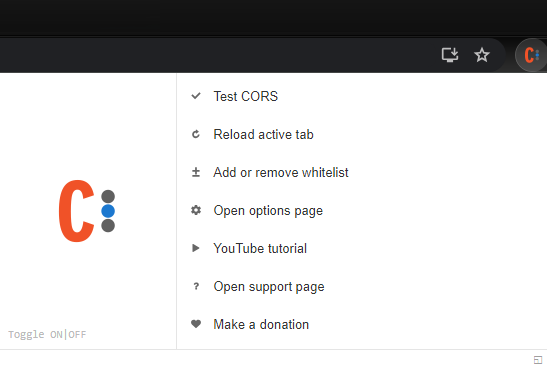 Test CORS
Reload active tab
Add or remove whitelist
Open options page
YouTube tutorial
? Open support page
Make a donation
C:
Toggle ON|OFF